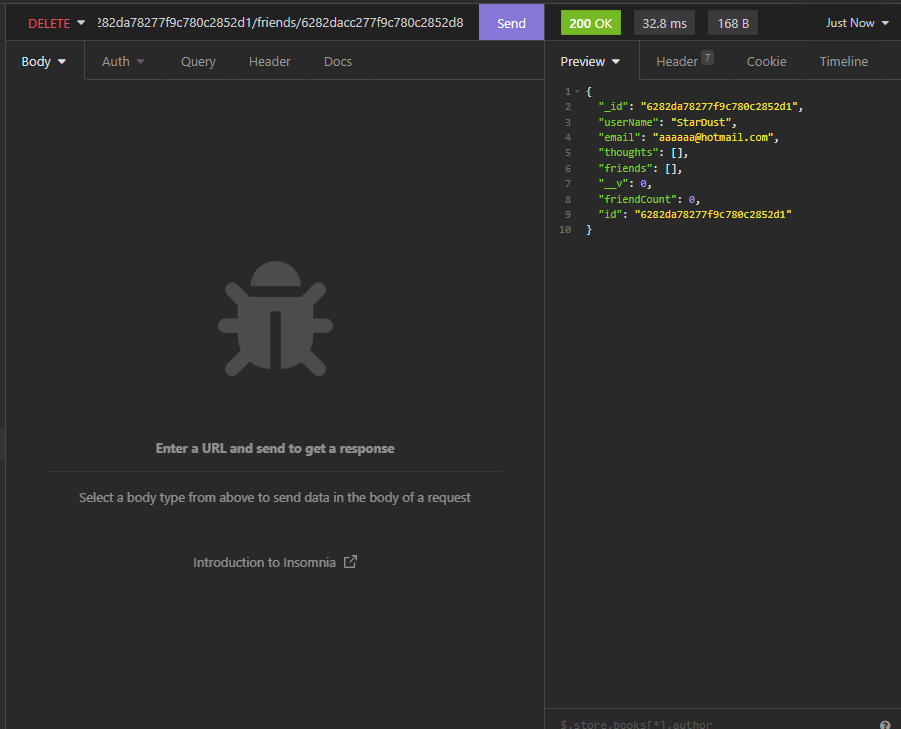 DELETE 282da78277f9c780c2852d1/friends/6282dacc277f9c780c2852d8 Send 200 OK 32.8 ms 168 B Just Now
Body Auth Query Header Docs Preview Header 7 Cookie Timeline
1 {
2 "_id": "6282da78277f9c780c2852d1",
3 "userName": "StarDust",
4 "email": "aaaaaa@hotmail.com",
5 "thoughts": [],
6 "friends": [],
7 "__v": 0,
8 "friendCount": 0,
9 "id": "6282da78277f9c780c2852d1"
10 }
Enter a URL and send to get a response
Select a body type from above to send data in the body of a request
Introduction to Insomnia
$.store.books[*].author